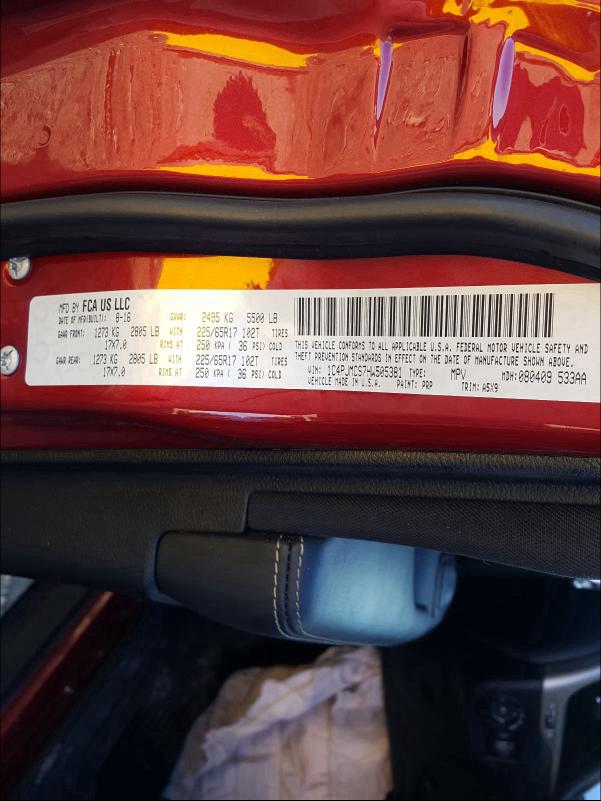 MFD BY FCA US LLC
DATE OF MFR(BUILT): 8-16 GVWR: 2495 KG 5500 LB
GAWR FRONT: 1273 KG 2805 LB WITH 225/65R17 102T TIRES
17X7.0 RIMS AT 250 KPA ( 36 PSI) COLD
GAWR REAR: 1273 KG 2805 LB WITH 225/65R17 102T TIRES
17X7.0 RIMS AT 250 KPA ( 36 PSI) COLD
THIS VEHICLE CONFORMS TO ALL APPLICABLE U.S.A. FEDERAL MOTOR VEHICLE SAFETY AND
THEFT PREVENTION STANDARDS IN EFFECT ON THE DATE OF MANUFACTURE SHOWN ABOVE.
VIN: 1C4PJMCS7HW505381 TYPE: MPV MDH: 080409 533AA
VEHICLE MADE IN U.S.A. PAINT: PRP TRIM: A5X9